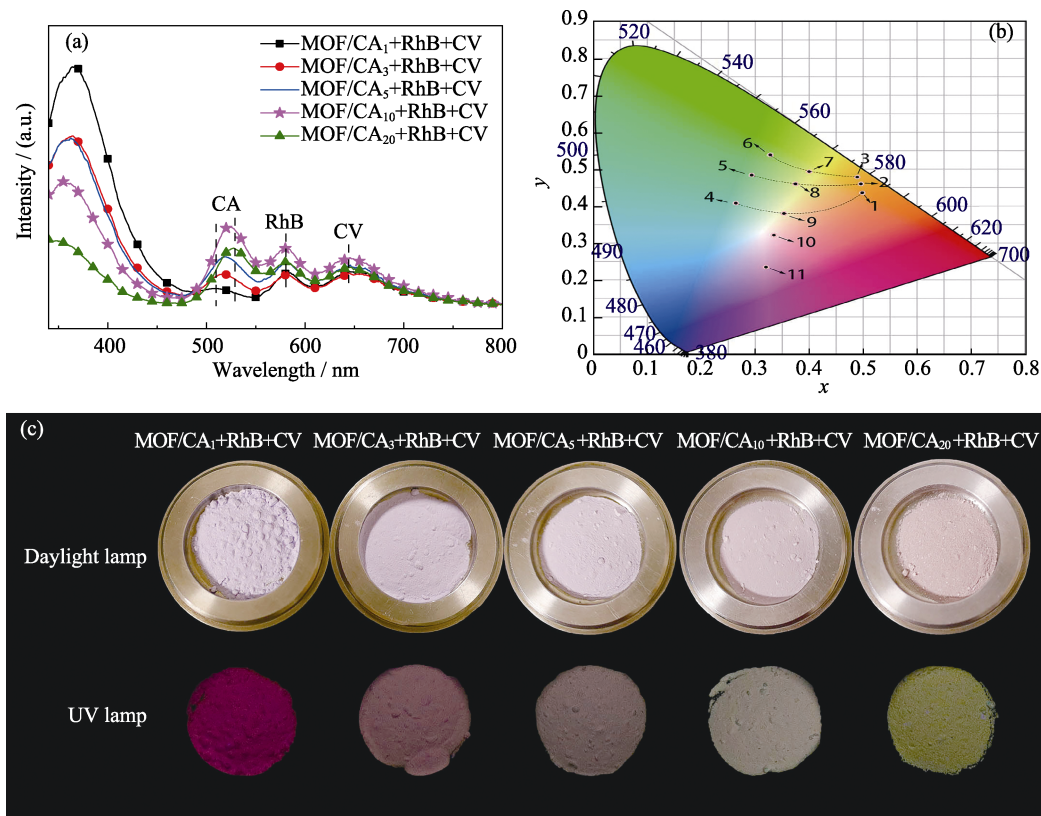 (a)
MOF/CA₁+RhB+CV
MOF/CA₃+RhB+CV
MOF/CA₅+RhB+CV
MOF/CA₁₀+RhB+CV
MOF/CA₂₀+RhB+CV
CA
RhB
CV
Intensity / (a.u.)
400 500 600 700 800
Wavelength / nm
(b)
0.9
0.8
0.7
0.6
0.5
0.4
0.3
0.2
0.1
0
y
0 0.1 0.2 0.3 0.4 0.5 0.6 0.7 0.8
x
520
540
560
500
580
600
620
700
490
480
470
460
380
6
7
3
5
8
2
4
9
1
10
11
(c)
MOF/CA₁+RhB+CV MOF/CA₃+RhB+CV MOF/CA₅+RhB+CV MOF/CA₁₀+RhB+CV MOF/CA₂₀+RhB+CV
Daylight lamp
UV lamp